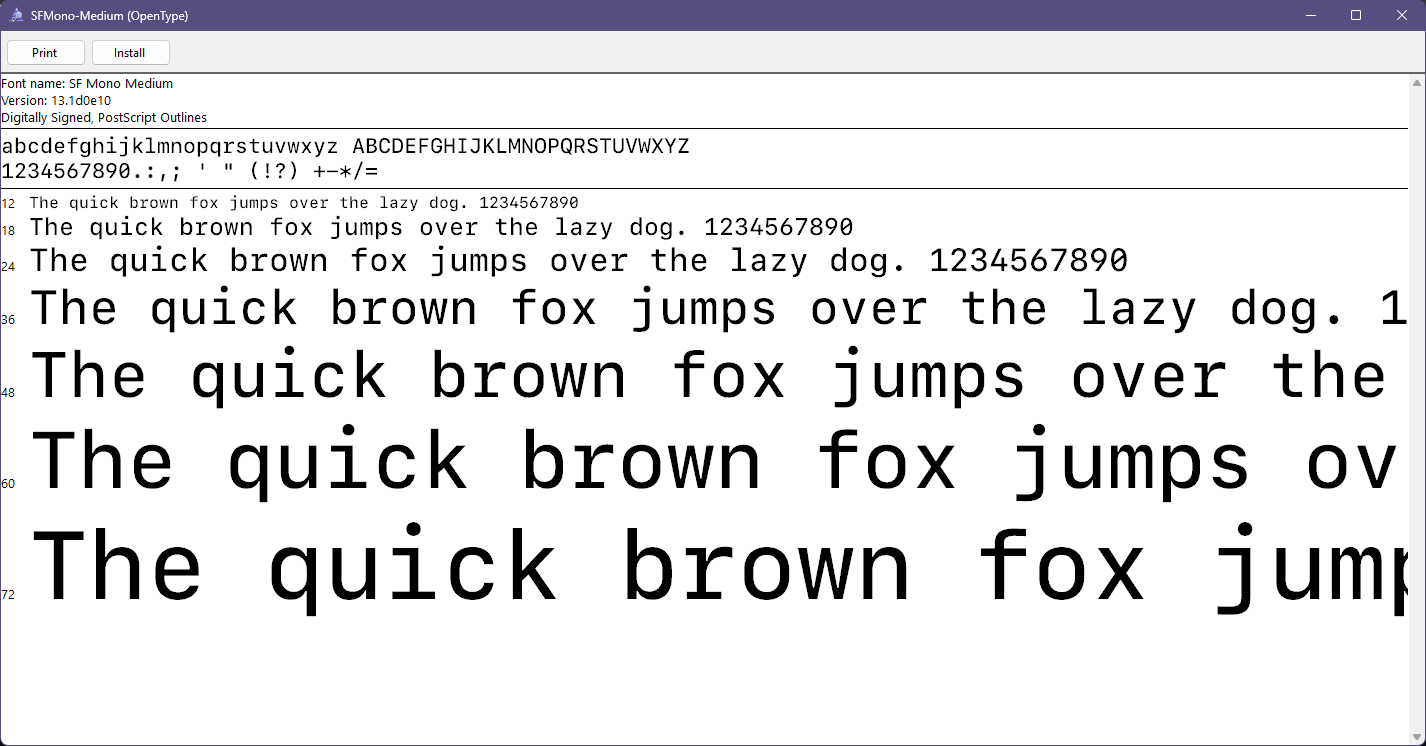 SFMono-Medium (OpenType)
Print Install
Font name: SF Mono Medium
Version: 13.1d0e10
Digitally Signed, PostScript Outlines
abcdefghijklmnopqrstuvwxyz ABCDEFGHIJKLMNOPQRSTUVWXYZ
1234567890.:,; ' " (!?) +-*/=
12 The quick brown fox jumps over the lazy dog. 1234567890
18 The quick brown fox jumps over the lazy dog. 1234567890
24 The quick brown fox jumps over the lazy dog. 1234567890
36 The quick brown fox jumps over the lazy dog. 1
48 The quick brown fox jumps over the
60 The quick brown fox jumps ov
72 The quick brown fox jump